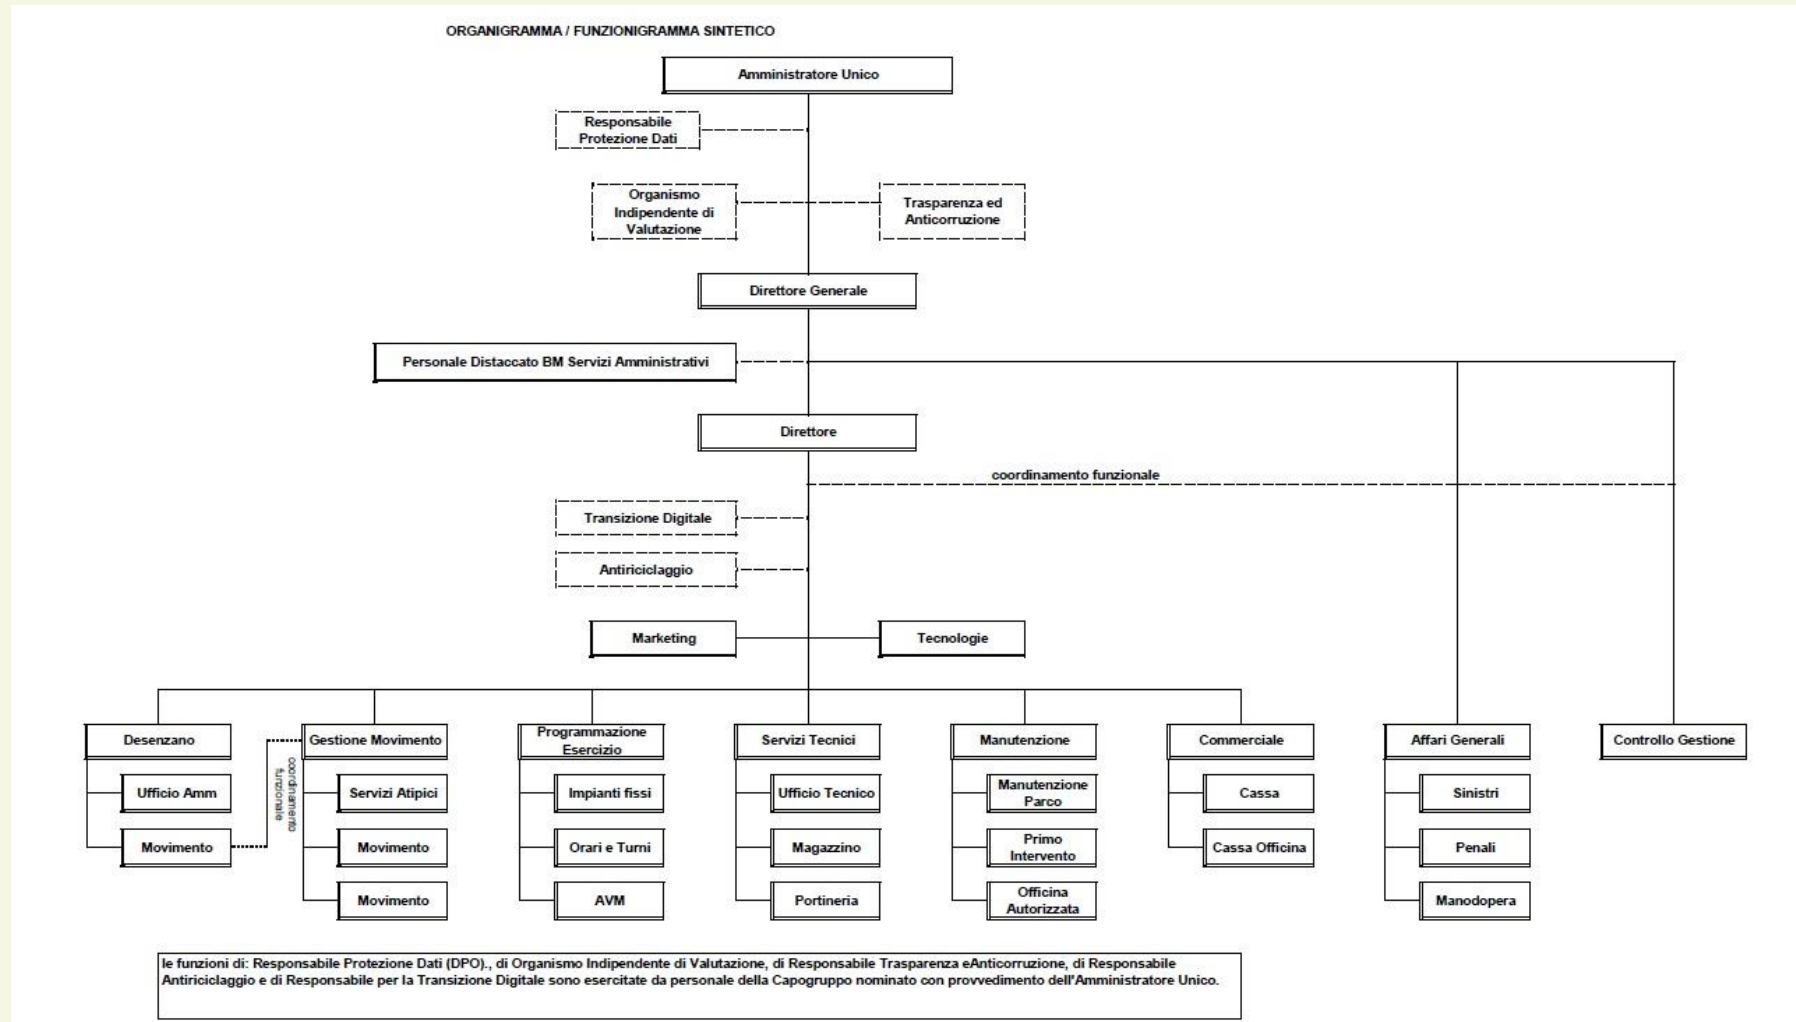 ORGANIGRAMMA / FUNZIONIGRAMMA SINTETICO
Amministratore Unico
Responsabile
Protezione Dati
Organismo
Indipendente di
Valutazione
Trasparenza ed
Anticorruzione
Direttore Generale
Personale Distaccato BM Servizi Amministrativi
Direttore
coordinamento funzionale
Transizione Digitale
Antiriciclaggio
Marketing
Tecnologie
Desenzano
Gestione Movimento
Programmazione
Esercizio
Servizi Tecnici
Manutenzione
Commerciale
Affari Generali
Controllo Gestione
coordinamento
funzionale
Ufficio Amm
Servizi Atipici
Impianti fissi
Ufficio Tecnico
Manutenzione
Parco
Cassa
Sinistri
Movimento
Movimento
Orari e Turni
Magazzino
Primo
Intervento
Cassa Officina
Penali
Movimento
AVM
Portineria
Officina
Autorizzata
Manodopera
le funzioni di: Responsabile Protezione Dati (DPO)., di Organismo Indipendente di Valutazione, di Responsabile Trasparenza eAnticorruzione, di Responsabile
Antiriciclaggio e di Responsabile per la Transizione Digitale sono esercitate da personale della Capogruppo nominato con provvedimento dell'Amministratore Unico.